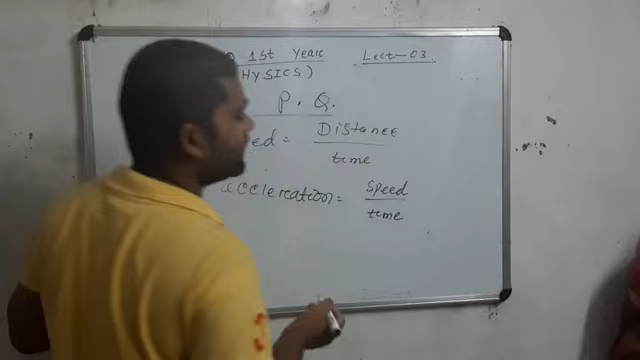 1st Year Lect-03
HYSICS)
P. Q.
ed = Distance
time
cceleration = Speed
time